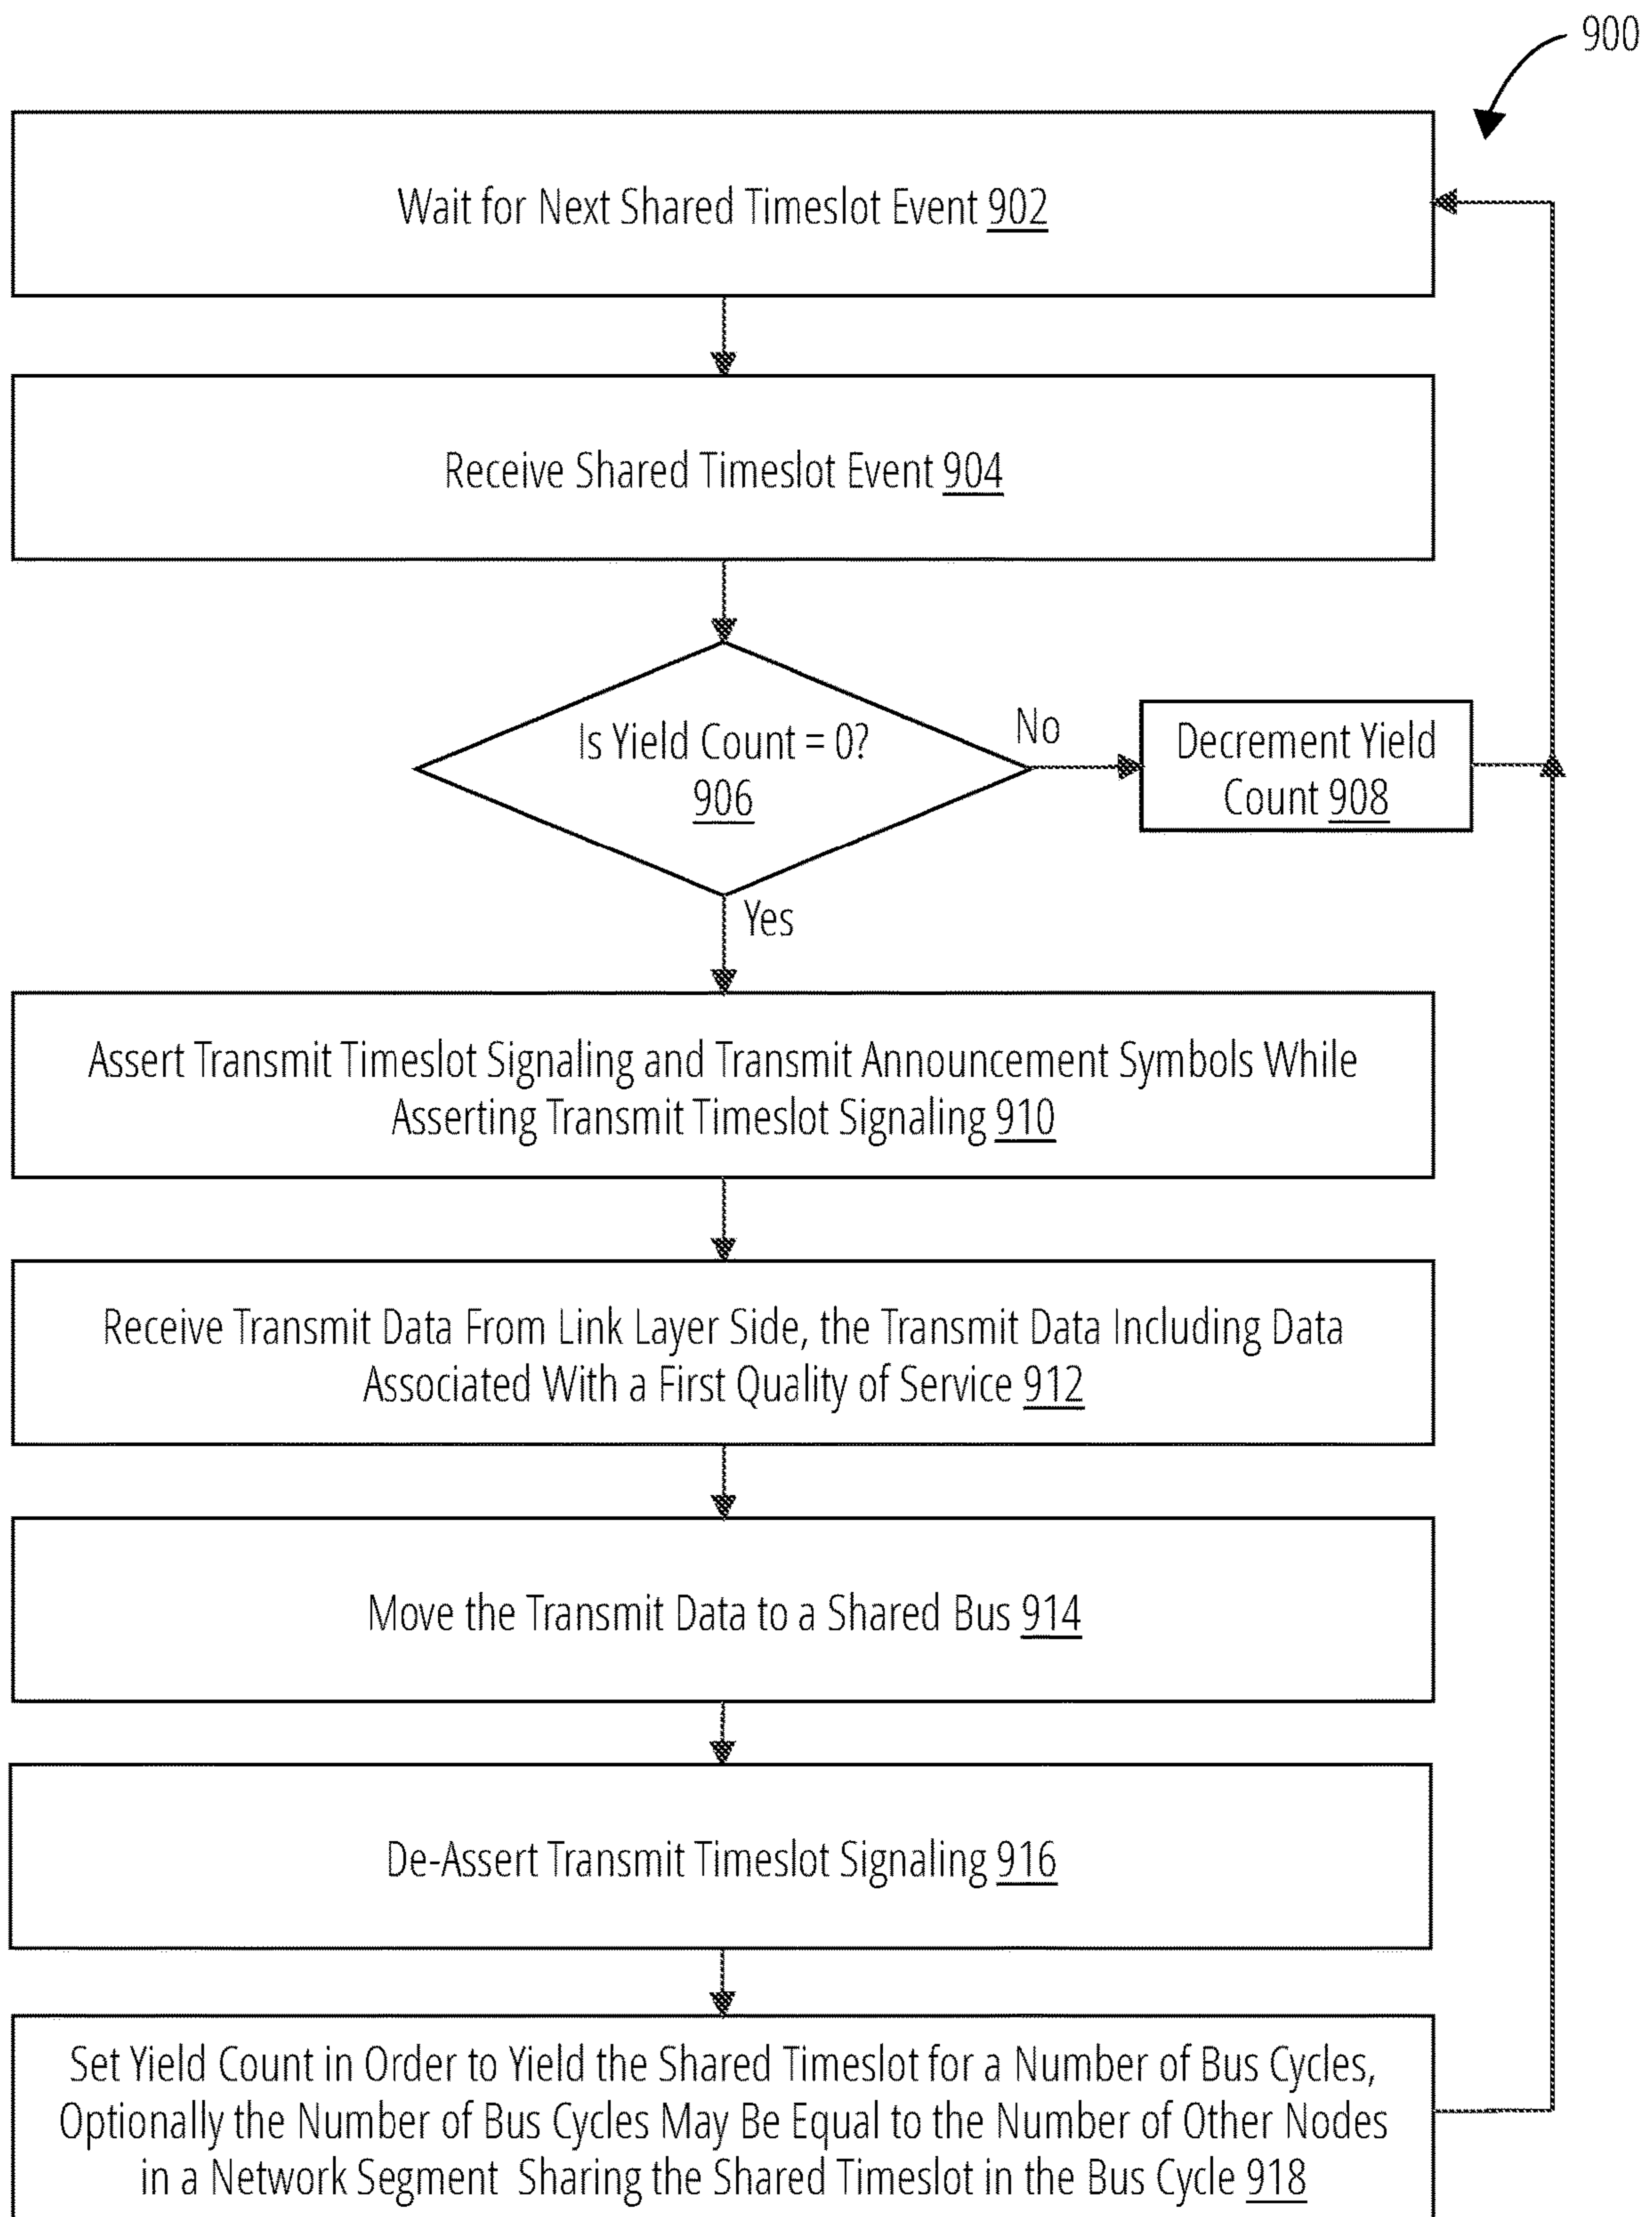 900
Wait for Next Shared Timeslot Event 902
Receive Shared Timeslot Event 904
Is Yield Count = 0?
906
No
Decrement Yield
Count 908
Yes
Assert Transmit Timeslot Signaling and Transmit Announcement Symbols While
Asserting Transmit Timeslot Signaling 910
Receive Transmit Data From Link Layer Side, the Transmit Data Including Data
Associated With a First Quality of Service 912
Move the Transmit Data to a Shared Bus 914
De-Assert Transmit Timeslot Signaling 916
Set Yield Count in Order to Yield the Shared Timeslot for a Number of Bus Cycles,
Optionally the Number of Bus Cycles May Be Equal to the Number of Other Nodes
in a Network Segment Sharing the Shared Timeslot in the Bus Cycle 918